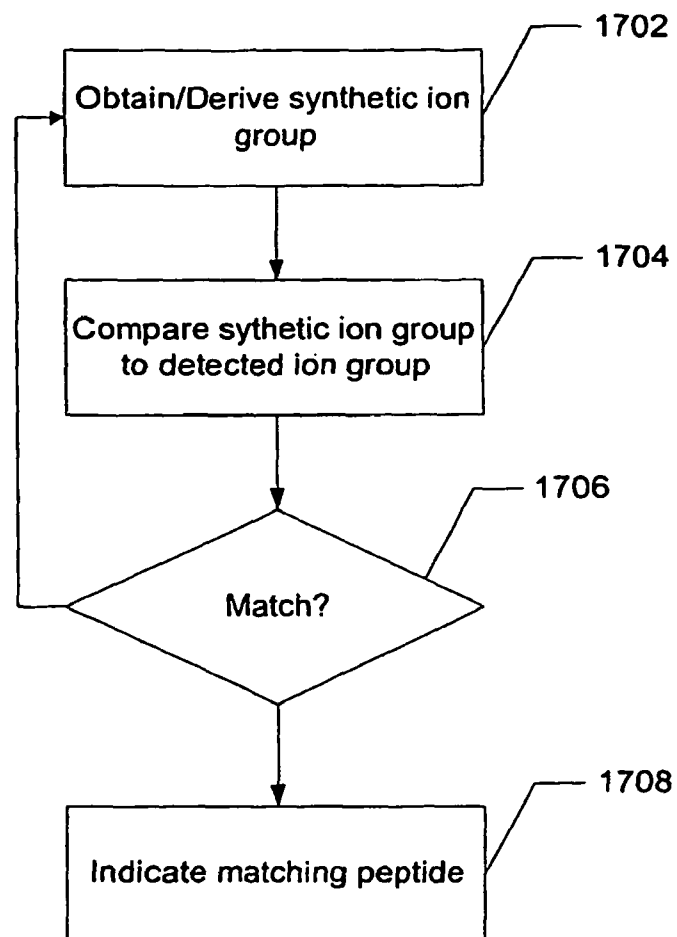 1702
Obtain/Derive synthetic ion
group
1704
Compare sythetic ion group
to detected ion group
1706
Match?
1708
Indicate matching peptide